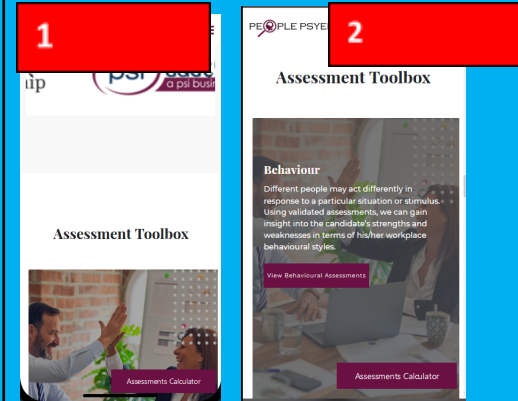 1
ip
psi
a psi busin
Assessment Toolbox
Assessments Calculator
2
PEOPLE PSYE
Assessment Toolbox
Behaviour
Different people may act differently in
response to a particular situation or stimulus.
Using validated assessments, we can gain
insight into the candidate's strengths and
weaknesses in terms of his/her workplace
behavioural styles.
View Behavioural Assessments
Assessments Calculator